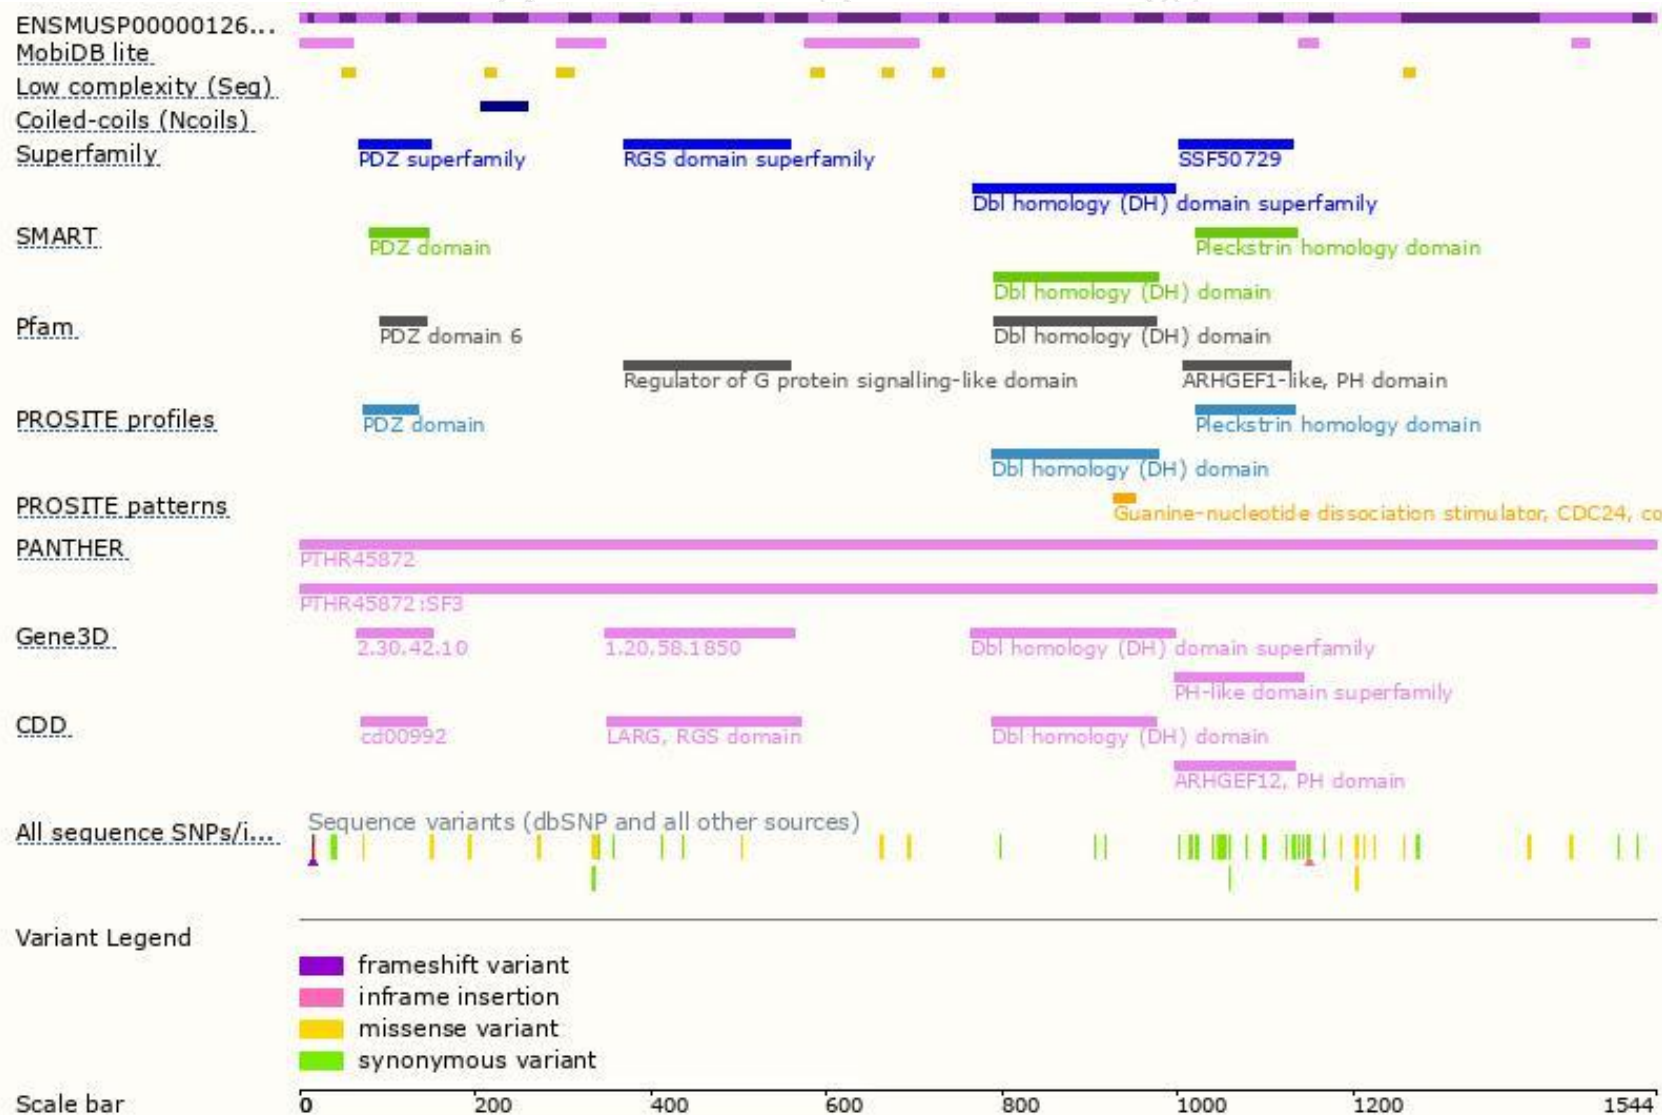 ENSMUSP00000126...
MobiDB lite
Low complexity (Seg)
Coiled-coils (Ncoils)
Superfamily
PDZ superfamily
RGS domain superfamily
SSF50729
Dbl homology (DH) domain superfamily
SMART
PDZ domain
Pleckstrin homology domain
Dbl homology (DH) domain
Pfam
PDZ domain 6
Dbl homology (DH) domain
Regulator of G protein signalling-like domain
ARHGEF1-like, PH domain
PROSITE profiles
PDZ domain
Pleckstrin homology domain
Dbl homology (DH) domain
PROSITE patterns
Guanine-nucleotide dissociation stimulator, CDC24, co
PANTHER
PTHR45872
PTHR45872:SF3
Gene3D
2.30.42.10
1.20.58.1850
Dbl homology (DH) domain superfamily
PH-like domain superfamily
CDD
cd00992
LARG, RGS domain
Dbl homology (DH) domain
ARHGEF12, PH domain
All sequence SNPs/i...
Sequence variants (dbSNP and all other sources)
Variant Legend
frameshift variant
inframe insertion
missense variant
synonymous variant
Scale bar
0 200 400 600 800 1000 1200 1544